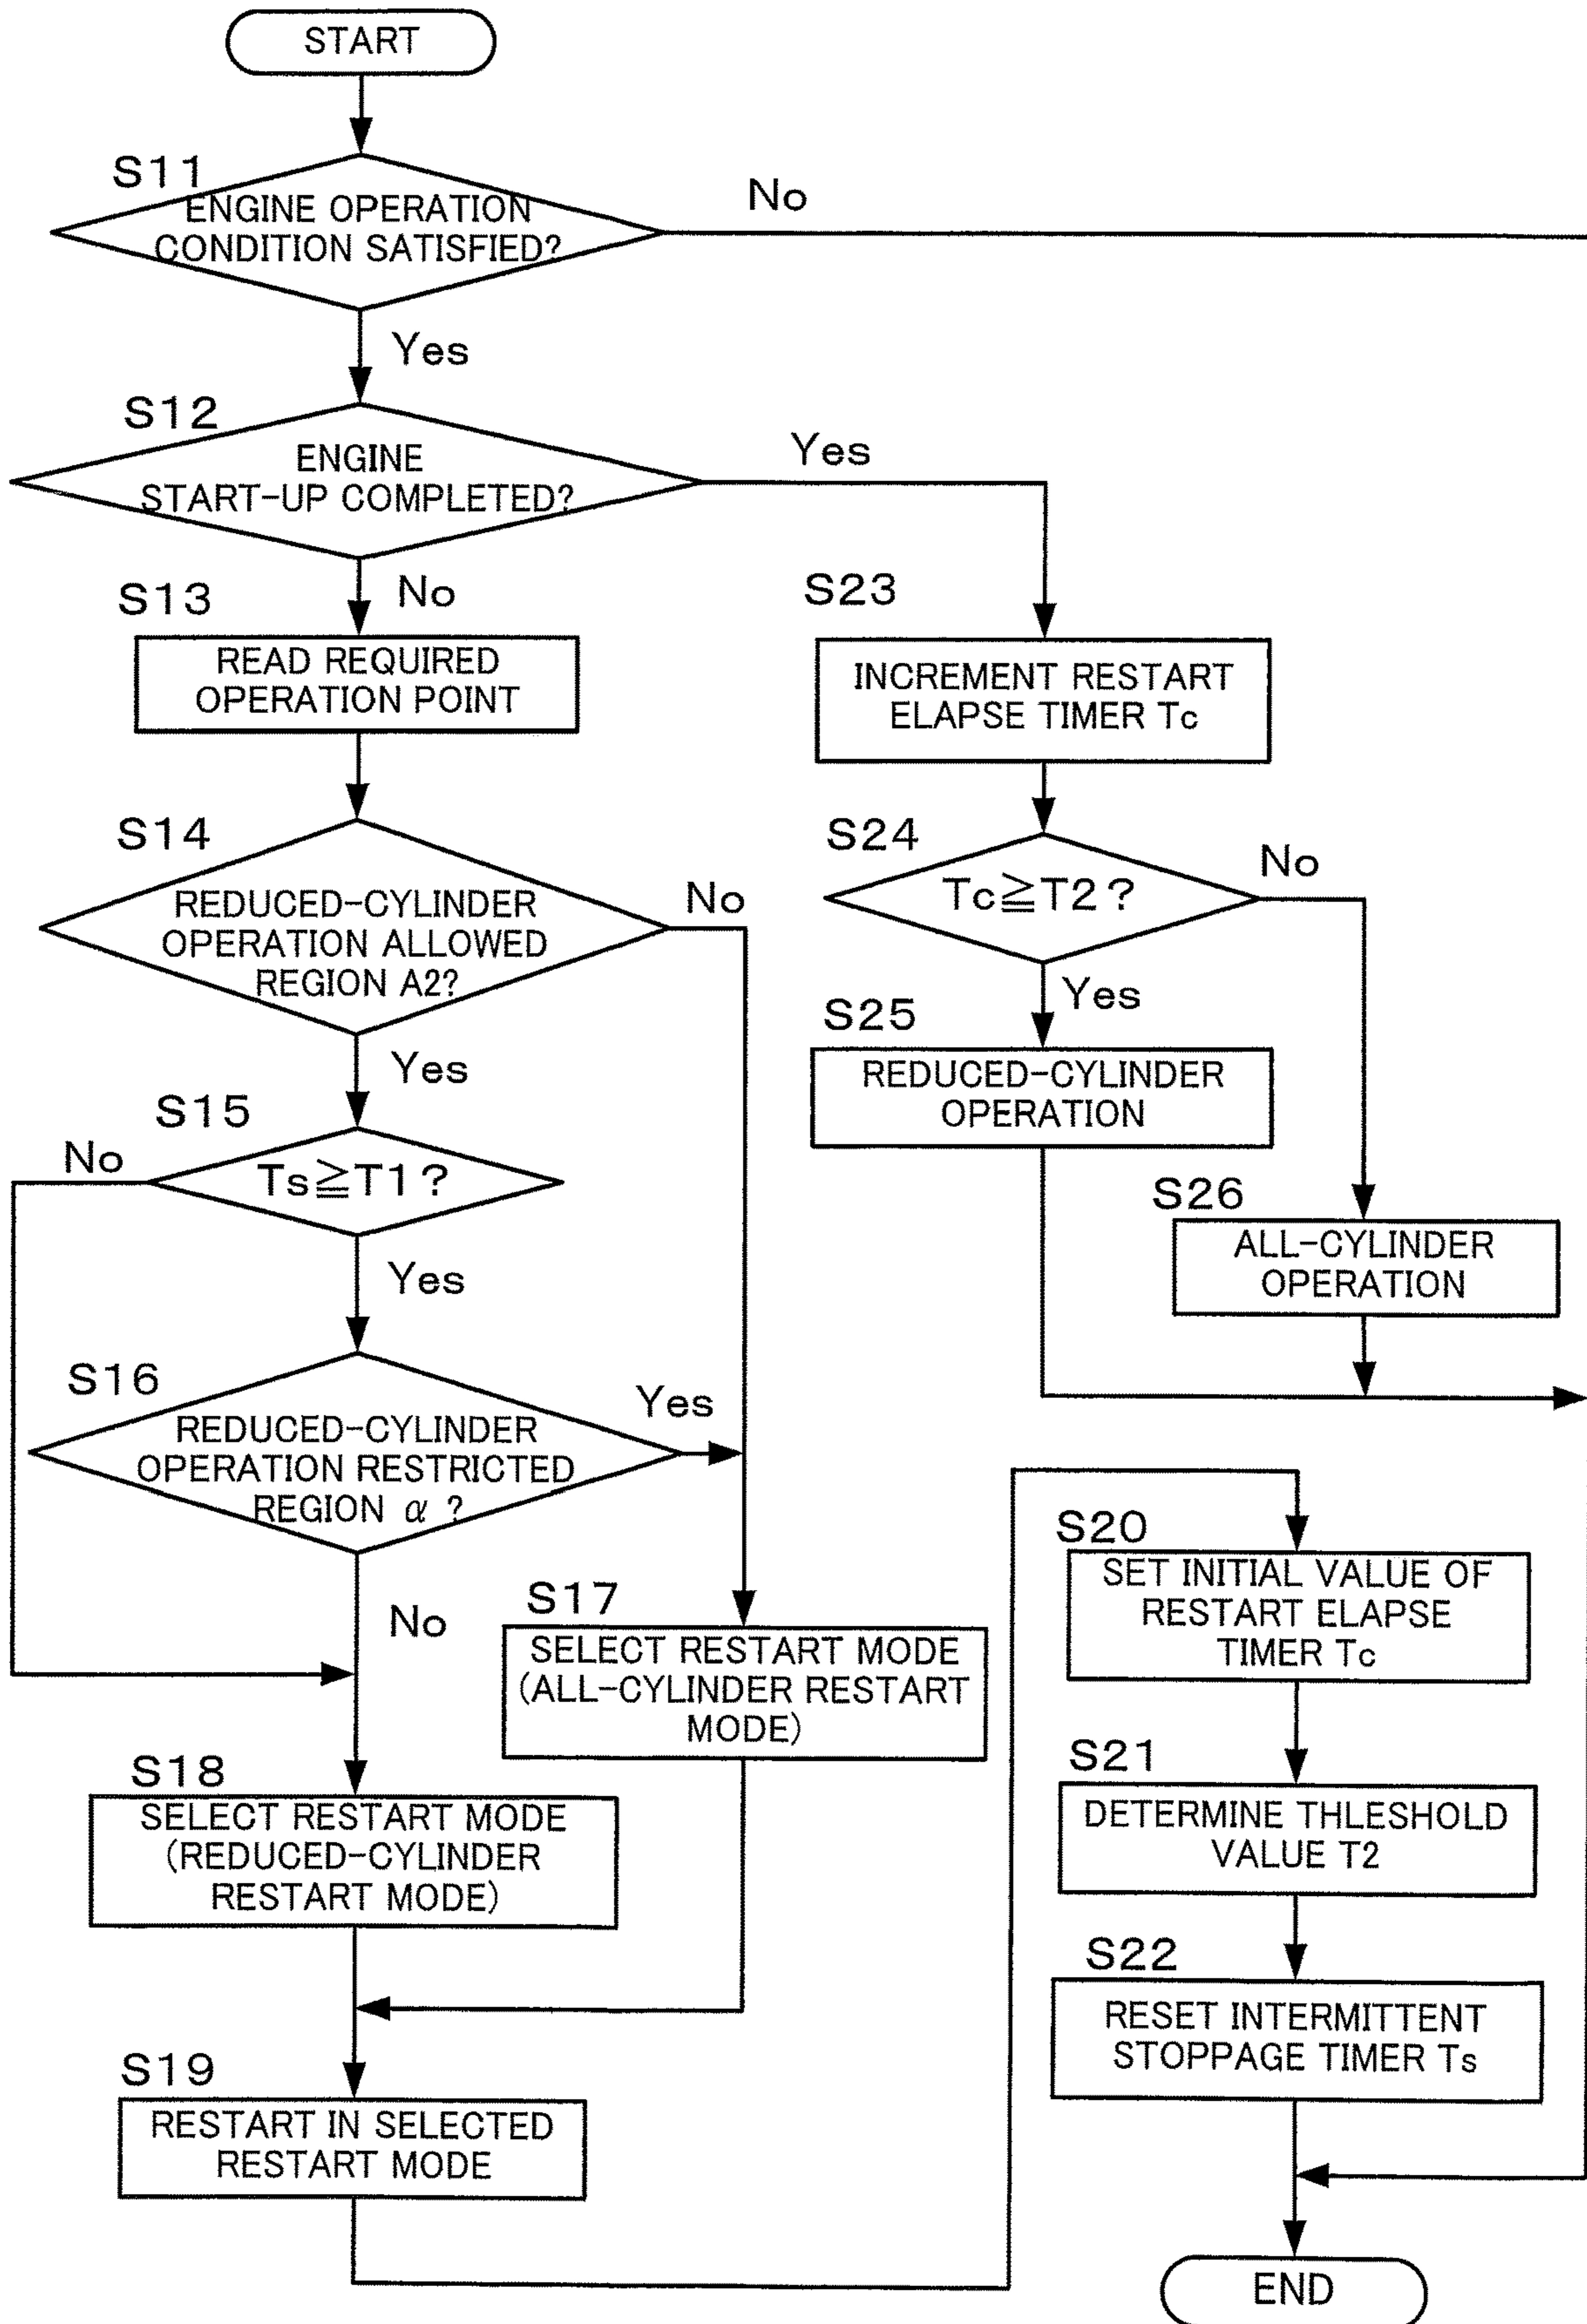 START
S11
No
ENGINE OPERATION
CONDITION SATISFIED?
Yes
S12
ENGINE
START-UP COMPLETED?
Yes
No
S13
READ REQUIRED
OPERATION POINT
S14
REDUCED-CYLINDER
OPERATION ALLOWED
REGION A2?
No
Yes
S15
No
Ts≧T1?
Yes
S16
REDUCED-CYLINDER
OPERATION RESTRICTED
REGION α ?
Yes
No
S17
SELECT RESTART MODE
(ALL-CYLINDER RESTART
MODE)
S18
SELECT RESTART MODE
(REDUCED-CYLINDER
RESTART MODE)
S19
RESTART IN SELECTED
RESTART MODE
S23
INCREMENT RESTART
ELAPSE TIMER Tc
S24
Tc≧T2?
No
Yes
S25
REDUCED-CYLINDER
OPERATION
S26
ALL-CYLINDER
OPERATION
S20
SET INITIAL VALUE OF
RESTART ELAPSE
TIMER Tc
S21
DETERMINE THLESHOLD
VALUE T2
S22
RESET INTERMITTENT
STOPPAGE TIMER Ts
END